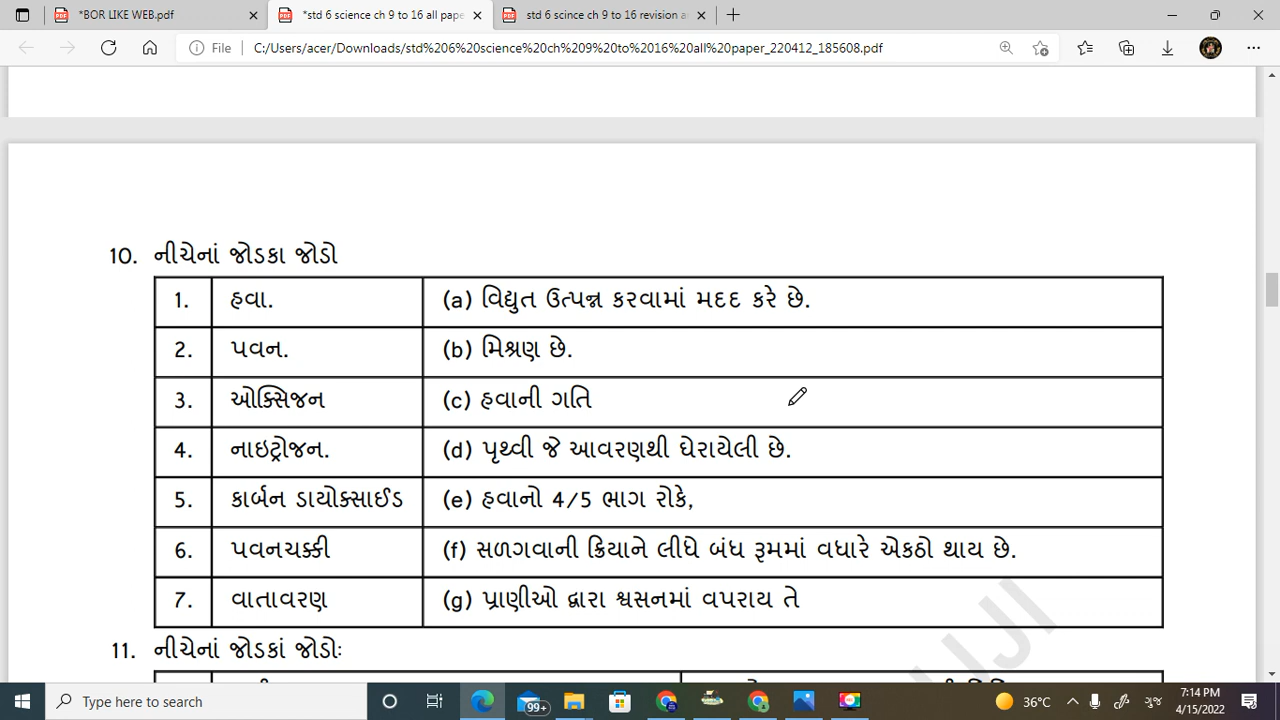 *BOR LIKE WEB.pdf
*std 6 science ch 9 to 16 all pape
std 6 scince ch 9 to 16 revision a
File C:/Users/acer/Downloads/std%206%20science%20ch%209%20to%2016%20all%20paper_220412_185608.pdf
10. નીચેનાં જોડકા જોડો
1. હવા. (a) વિદ્યુત ઉત્પન્ન કરવામાં મદદ કરે છે.
2. પવન. (b) મિશ્રણ છે.
3. ઓક્સિજન (c) હવાની ગતિ
4. નાઇટ્રોજન. (d) પૃથ્વી જે આવરણથી ઘેરાયેલી છે.
5. કાર્બન ડાયોક્સાઈડ (e) હવાનો 4/5 ભાગ રોકે,
6. પવનચક્કી (f) સળગવાની ક્રિયાને લીધે બંધ રૂમમાં વધારે એકઠો થાય છે.
7. વાતાવરણ (g) પ્રાણીઓ દ્વારા શ્વસનમાં વપરાય તે
11. નીચેનાં જોડકાં જોડોઃ
Type here to search
99+
36°C
7:14 PM
4/15/2022